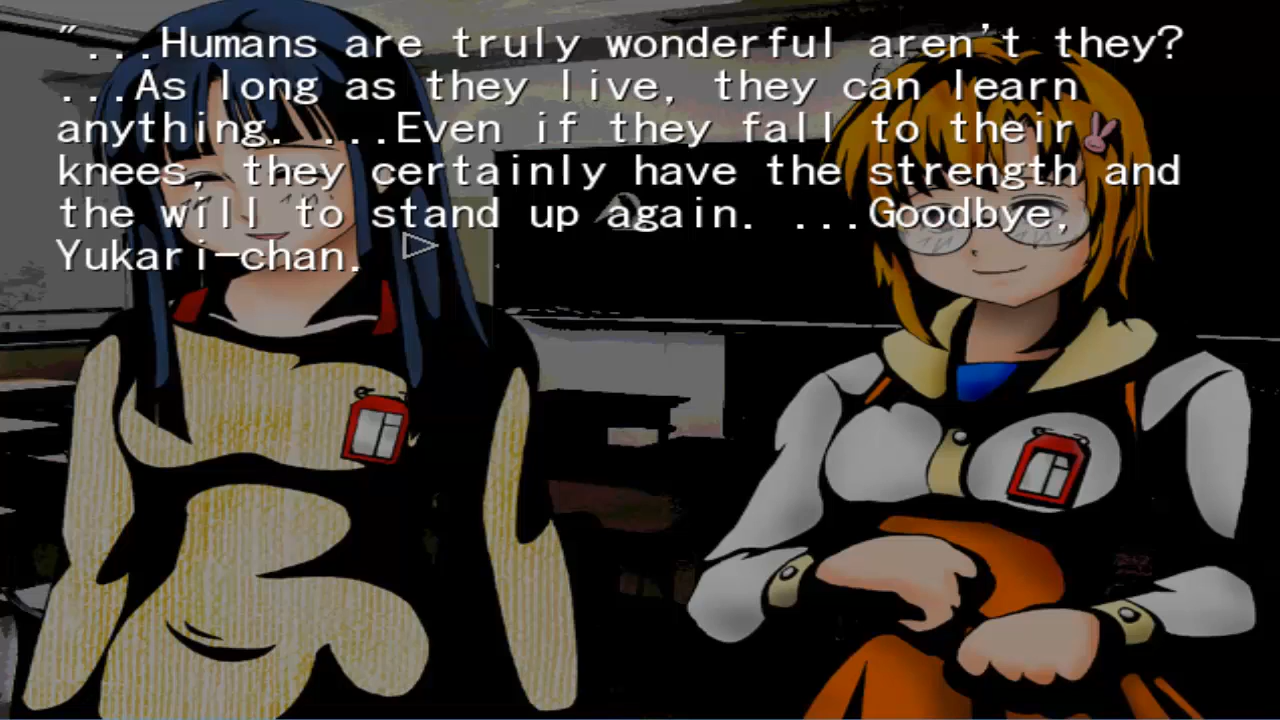 "...Humans are truly wonderful aren't they?
...As long as they live, they can learn
anything. ...Even if they fall to their
knees, they certainly have the strength and
the will to stand up again. ...Goodbye,
Yukari-chan.